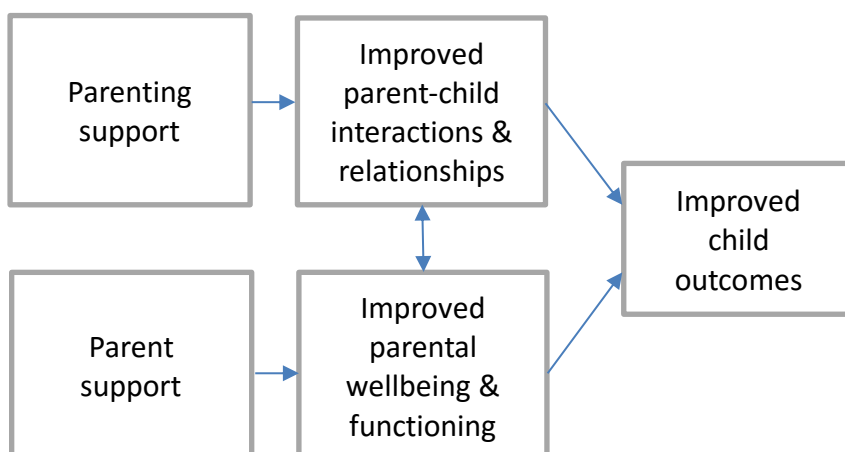 Parenting
support
Improved
parent-child
interactions &
relationships
Improved
child
outcomes
Parent
support
Improved
parental
wellbeing &
functioning